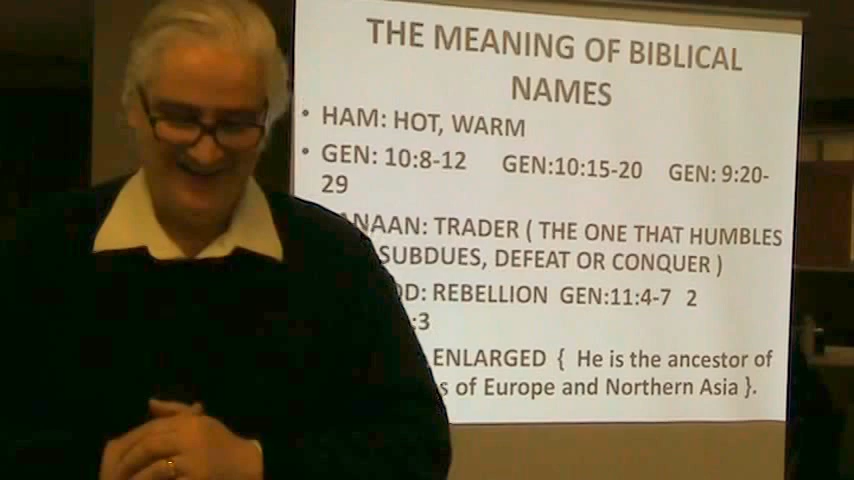 THE MEANING OF BIBLICAL
NAMES
• HAM: HOT, WARM
• GEN: 10:8-12 GEN:10:15-20 GEN: 9:20-
29
ANAAN: TRADER ( THE ONE THAT HUMBLES
SUBDUES, DEFEAT OR CONQUER )
OD: REBELLION GEN:11:4-7 2
:3
ENLARGED { He is the ancestor of
s of Europe and Northern Asia }.